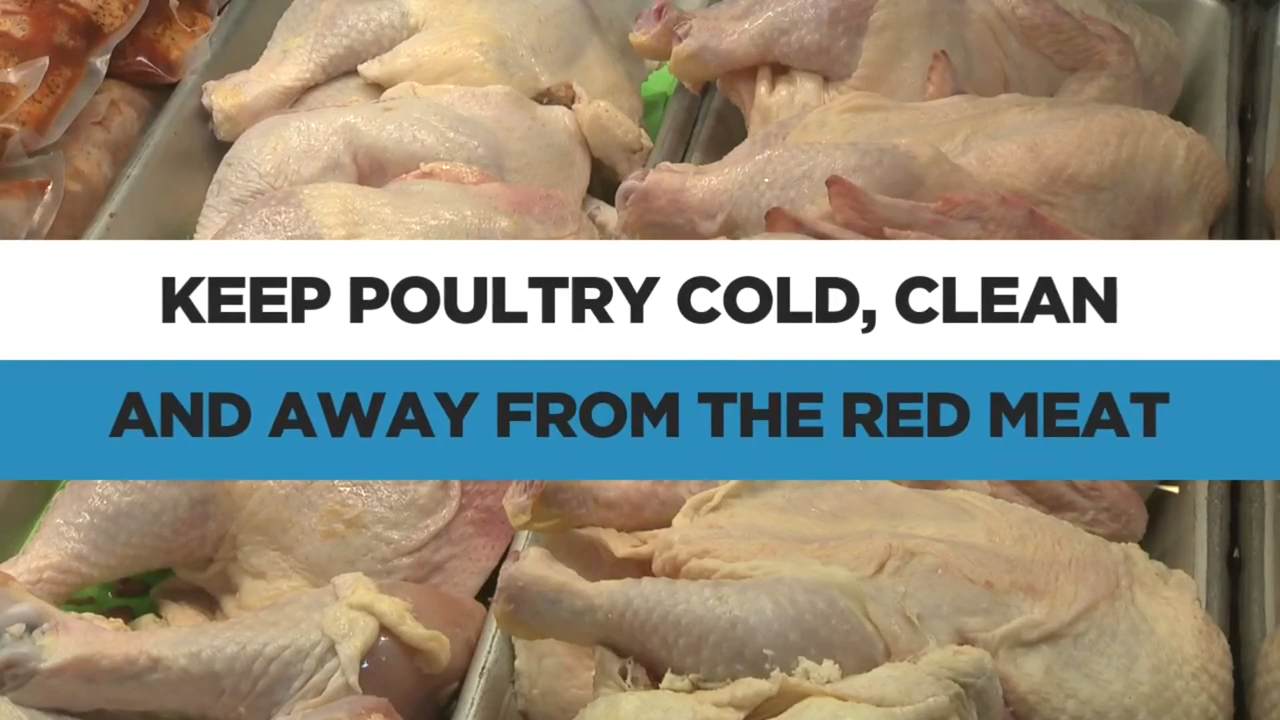 KEEP POULTRY COLD, CLEAN
AND AWAY FROM THE RED MEAT